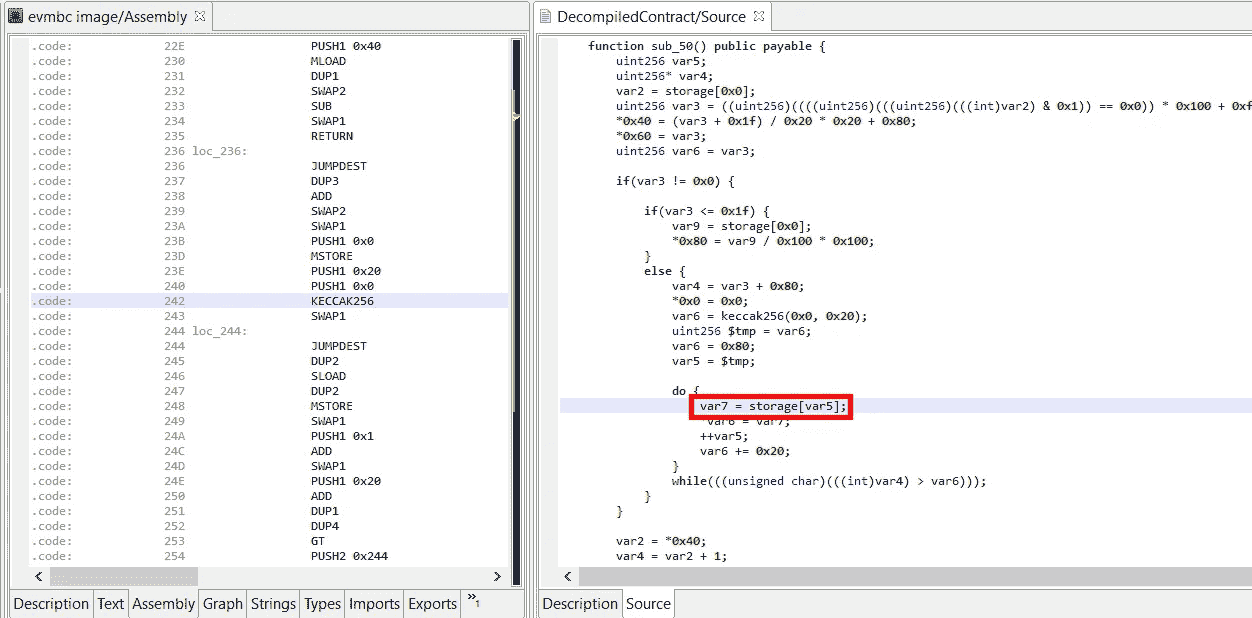 evmbc image/Assembly
.code: 22E PUSH1 0x40
.code: 230 MLOAD
.code: 231 DUP1
.code: 232 SWAP2
.code: 233 SUB
.code: 234 SWAP1
.code: 235 RETURN
.code: 236 loc_236:
.code: 236 JUMPDEST
.code: 237 DUP3
.code: 238 ADD
.code: 239 SWAP2
.code: 23A SWAP1
.code: 23B PUSH1 0x0
.code: 23D MSTORE
.code: 23E PUSH1 0x20
.code: 240 PUSH1 0x0
.code: 242 KECCAK256
.code: 243 SWAP1
.code: 244 loc_244:
.code: 244 JUMPDEST
.code: 245 DUP2
.code: 246 SLOAD
.code: 247 DUP2
.code: 248 MSTORE
.code: 249 SWAP1
.code: 24A PUSH1 0x1
.code: 24C ADD
.code: 24D SWAP1
.code: 24E PUSH1 0x20
.code: 250 ADD
.code: 251 DUP1
.code: 252 DUP4
.code: 253 GT
.code: 254 PUSH2 0x244
Description Text Assembly Graph Strings Types Imports Exports »1
DecompiledContract/Source
function sub_50() public payable {
uint256 var5;
uint256* var4;
var2 = storage[0x0];
uint256 var3 = ((uint256)((((uint256)(((uint256)(((int)var2) & 0x1)) == 0x0)) * 0x100 + 0xf
*0x40 = (var3 + 0x1f) / 0x20 * 0x20 + 0x80;
*0x60 = var3;
uint256 var6 = var3;
if(var3 != 0x0) {
if(var3 <= 0x1f) {
var9 = storage[0x0];
*0x80 = var9 / 0x100 * 0x100;
}
else {
var4 = var3 + 0x80;
*0x0 = 0x0;
var6 = keccak256(0x0, 0x20);
uint256 $tmp = var6;
var6 = 0x80;
var5 = $tmp;
do {
var7 = storage[var5];
*var6 = var7;
++var5;
var6 += 0x20;
}
while(((unsigned char)(((int)var4) > var6)));
}
}
var2 = *0x40;
var4 = var2 + 1;
Description Source